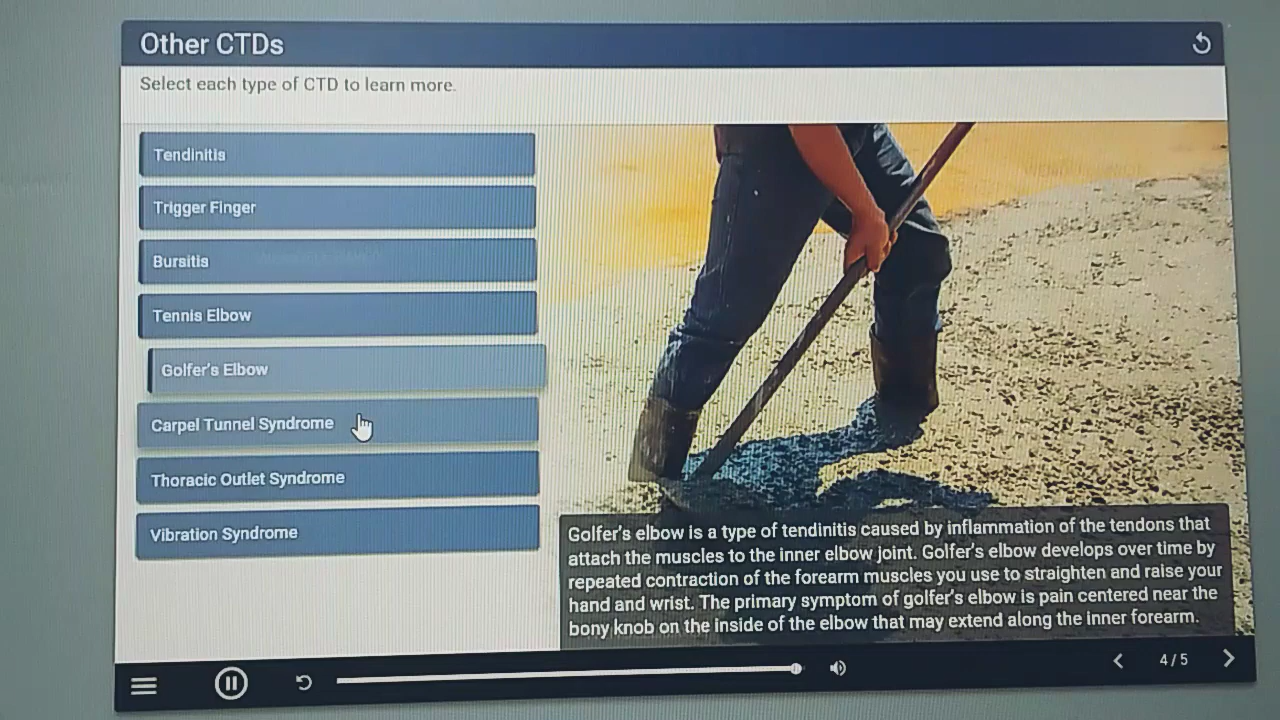 Other CTDs
Select each type of CTD to learn more.
Tendinitis
Trigger Finger
Bursitis
Tennis Elbow
Golfer's Elbow
Carpel Tunnel Syndrome
Thoracic Outlet Syndrome
Vibration Syndrome
Golfer's elbow is a type of tendinitis caused by inflammation of the tendons that
attach the muscles to the inner elbow joint. Golfer's elbow develops over time by
repeated contraction of the forearm muscles you use to straighten and raise your
hand and wrist. The primary symptom of golfer's elbow is pain centered near the
bony knob on the inside of the elbow that may extend along the inner forearm.
4 / 5